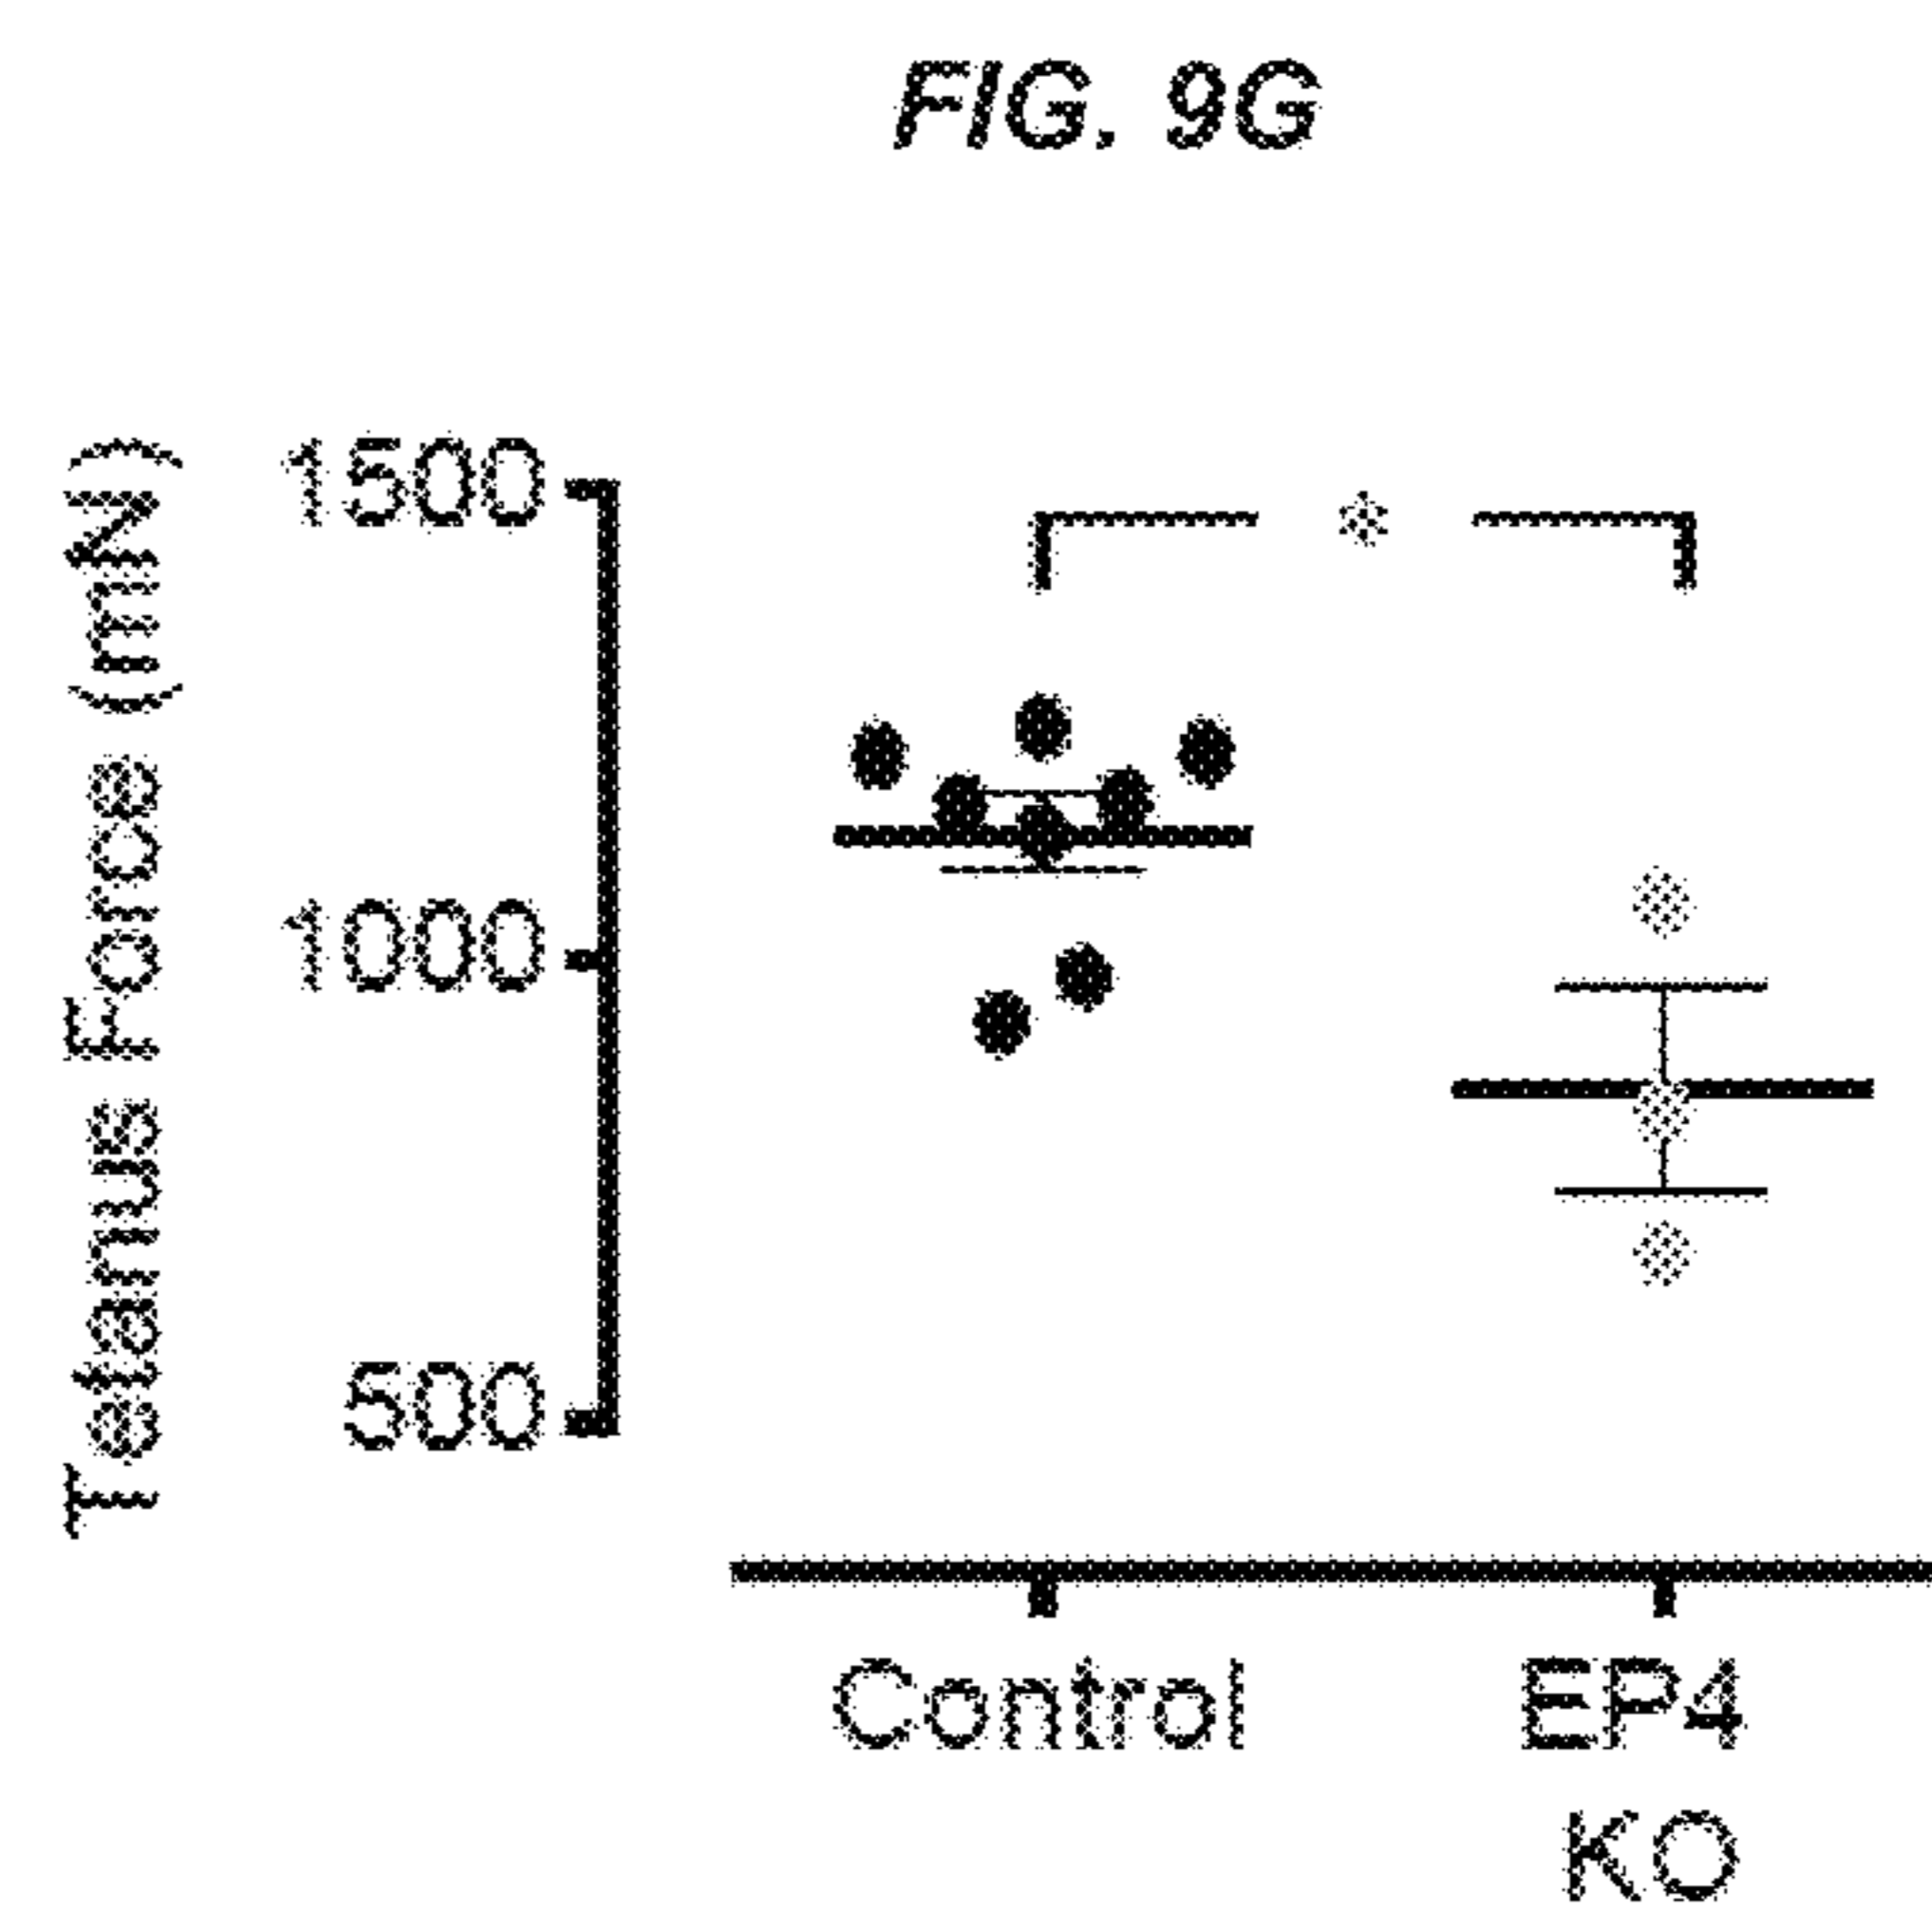 FIG. 9G
Tetanus Force (mN)
1500
*
1000
500
Control
EP4
KO